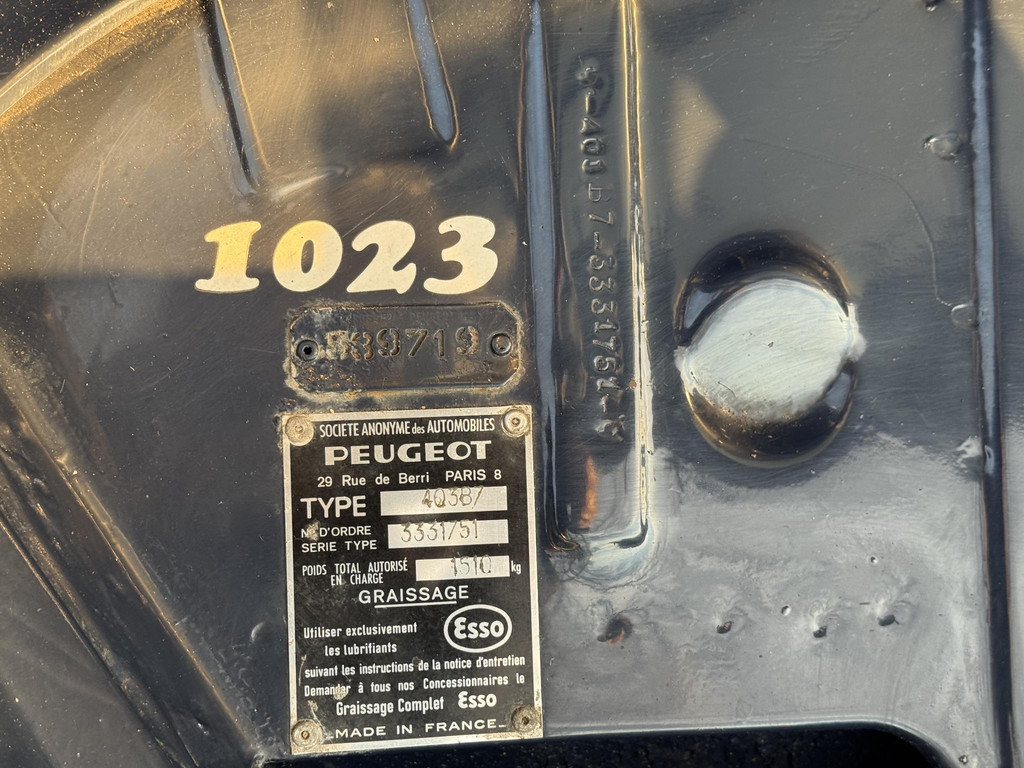 1023
SOCIETE ANONYME des AUTOMOBILES
PEUGEOT
29 Rue de Berri PARIS 8
TYPE 403B7
No D'ORDRE
SERIE TYPE
3331751
POIDS TOTAL AUTORISÉ
EN CHARGE
1510 kg
GRAISSAGE
Utiliser exclusivement
les lubrifiants
Esso
suivant les instructions de la notice d'entretien
Demander à tous nos Concessionnaires le
Graissage Complet Esso
MADE IN FRANCE